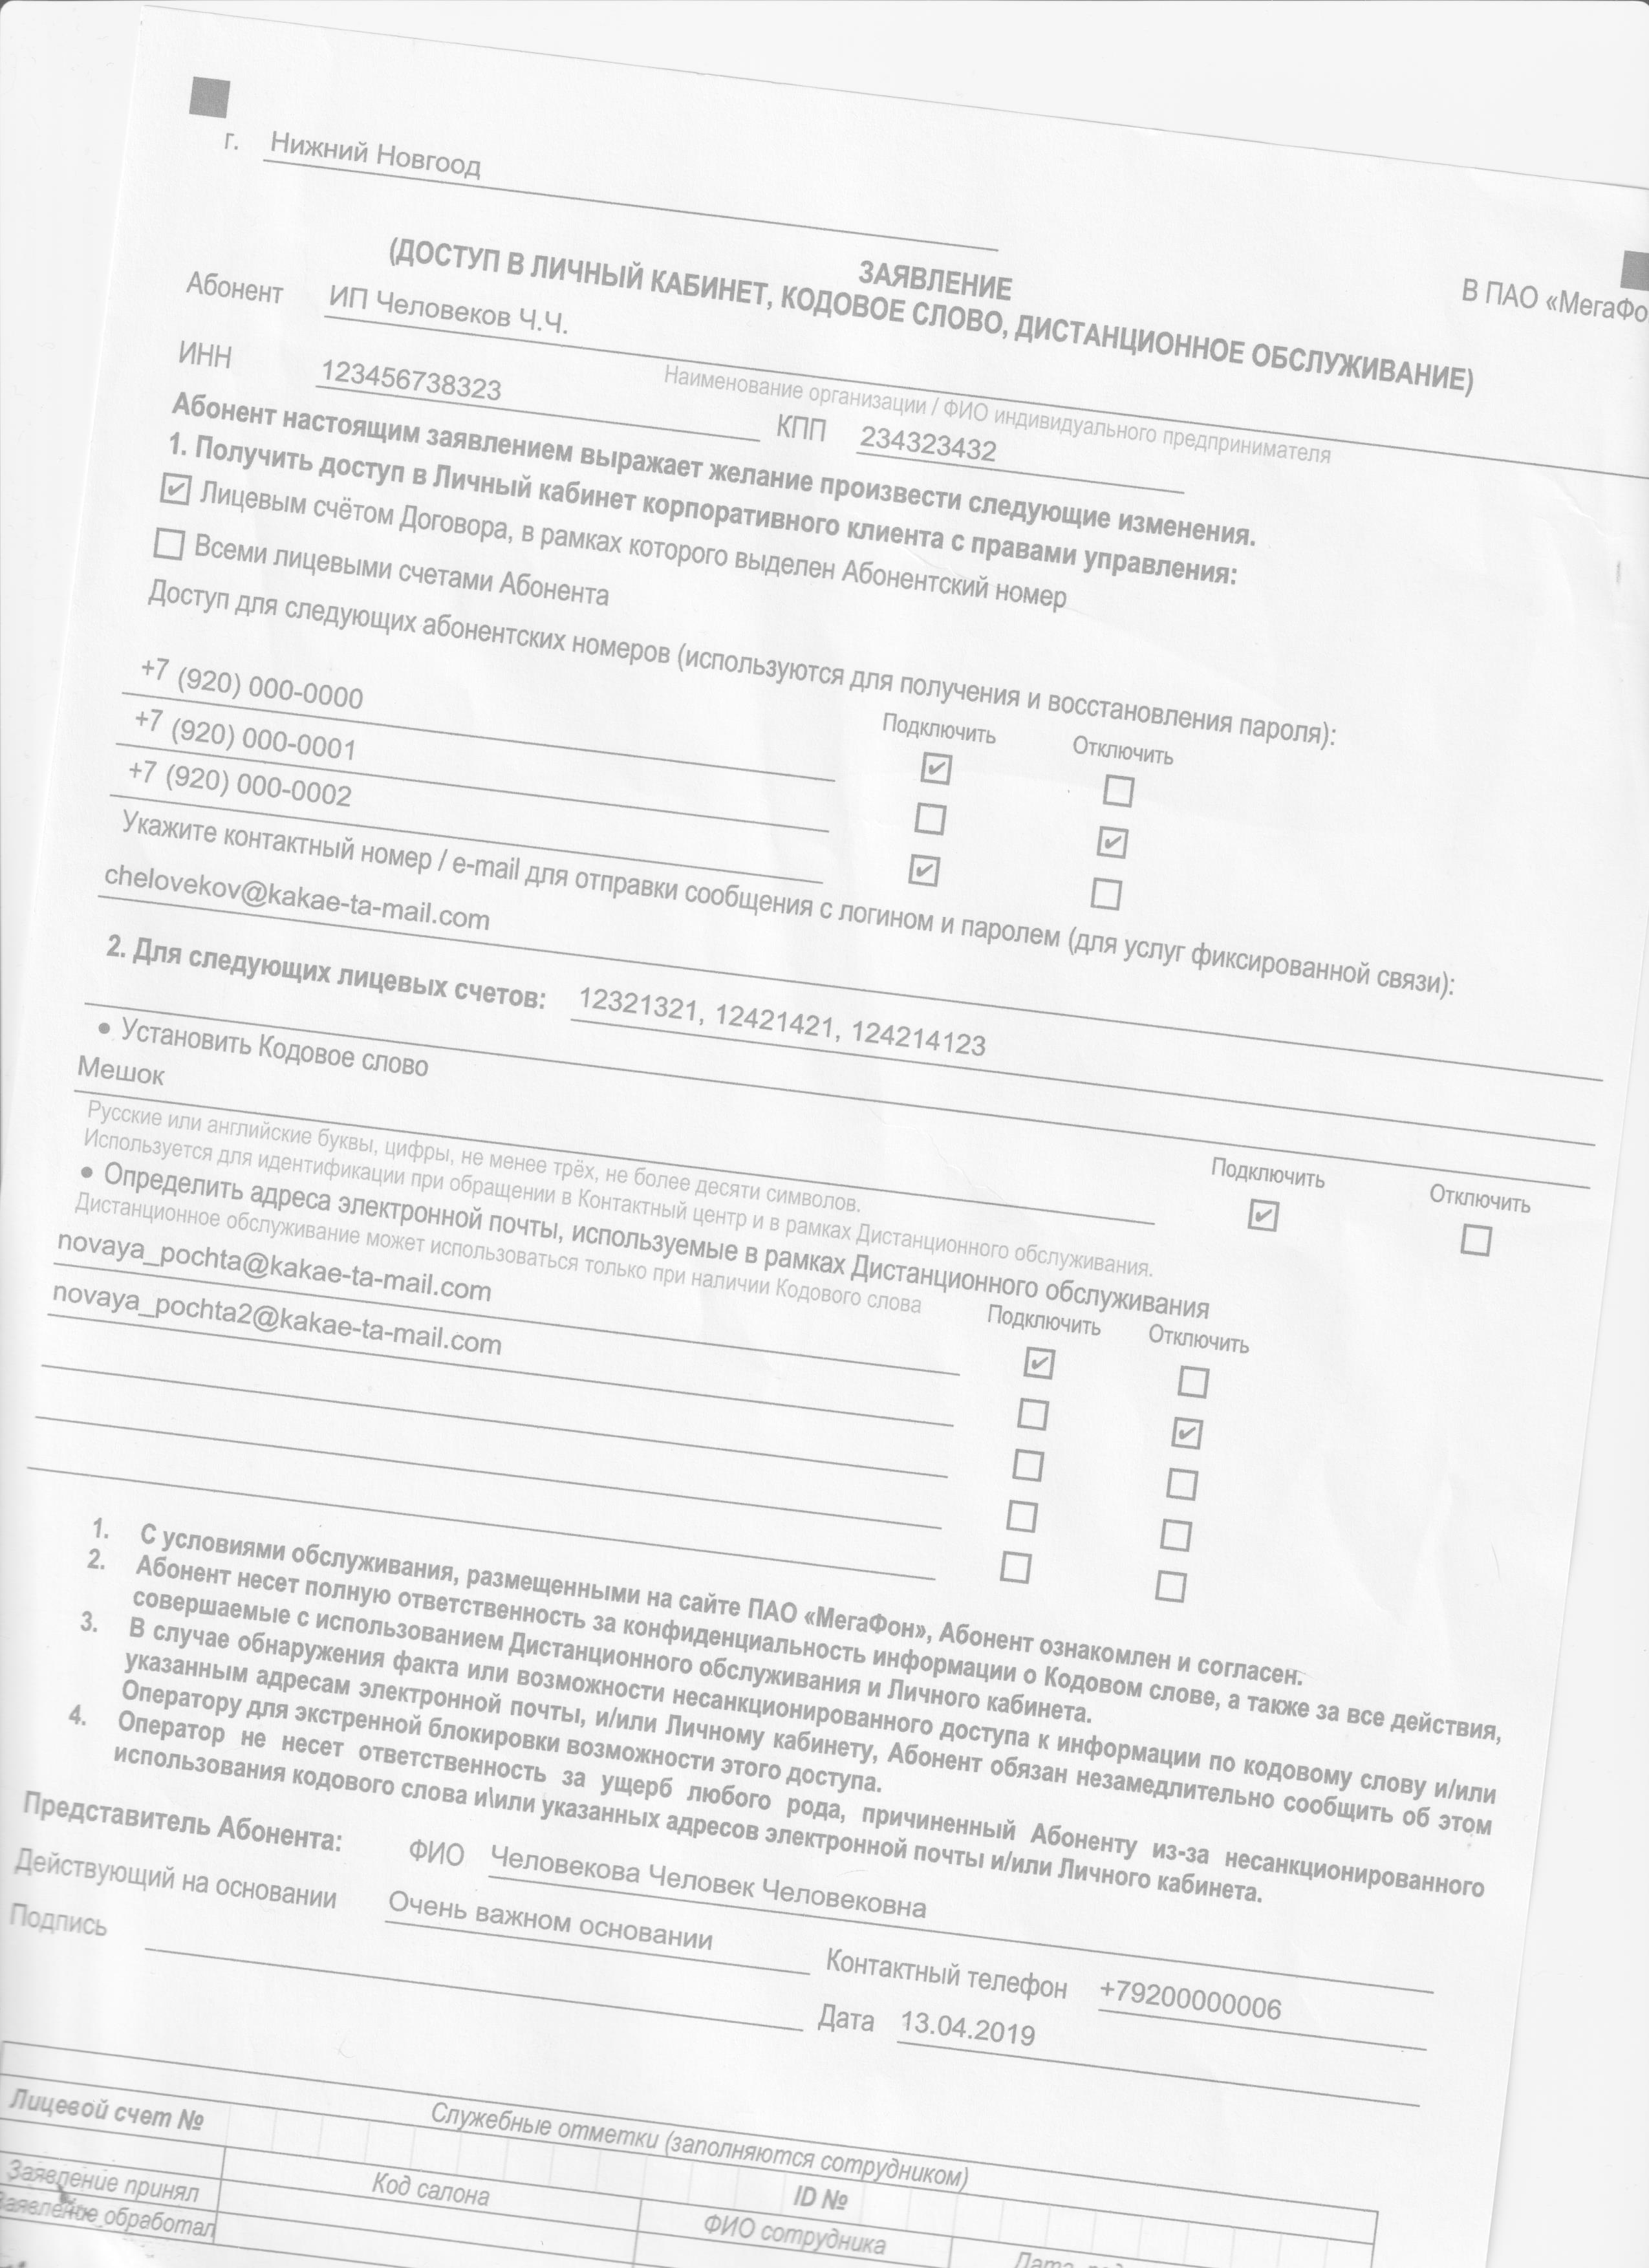 г. Нижний Новгоод
В ПАО «МегаФо
ЗАЯВЛЕНИЕ
(ДОСТУП В ЛИЧНЫЙ КАБИНЕТ, КОДОВОЕ СЛОВО, ДИСТАНЦИОННОЕ ОБСЛУЖИВАНИЕ)
Абонент ИП Человеков Ч.Ч.
Наименование организации / ФИО индивидуального предпринимателя
ИНН 123456738323 КПП 234323432
Абонент настоящим заявлением выражает желание произвести следующие изменения.
1. Получить доступ в Личный кабинет корпоративного клиента с правами управления:
☑ Лицевым счётом Договора, в рамках которого выделен Абонентский номер
☐ Всеми лицевыми счетами Абонента
Доступ для следующих абонентских номеров (используются для получения и восстановления пароля):
Подключить Отключить
+7 (920) 000-0000 ☑ ☐
+7 (920) 000-0001 ☐ ☑
+7 (920) 000-0002 ☑ ☐
Укажите контактный номер / e-mail для отправки сообщения с логином и паролем (для услуг фиксированной связи):
chelovekov@kakae-ta-mail.com
2. Для следующих лицевых счетов: 12321321, 12421421, 124214123
• Установить Кодовое слово
Подключить Отключить
Мешок ☑ ☐
Русские или английские буквы, цифры, не менее трёх, не более десяти символов.
Используется для идентификации при обращении в Контактный центр и в рамках Дистанционного обслуживания.
• Определить адреса электронной почты, используемые в рамках Дистанционного обслуживания
Дистанционное обслуживание может использоваться только при наличии Кодового слова
Подключить Отключить
novaya_pochta@kakae-ta-mail.com ☑ ☐
novaya_pochta2@kakae-ta-mail.com ☐ ☑
☐ ☐
☐ ☐
☐ ☐
1. С условиями обслуживания, размещенными на сайте ПАО «МегаФон», Абонент ознакомлен и согласен.
2. Абонент несет полную ответственность за конфиденциальность информации о Кодовом слове, а также за все действия,
совершаемые с использованием Дистанционного обслуживания и Личного кабинета.
3. В случае обнаружения факта или возможности несанкционированного доступа к информации по кодовому слову и/или
указанным адресам электронной почты, и/или Личному кабинету, Абонент обязан незамедлительно сообщить об этом
Оператору для экстренной блокировки возможности этого доступа.
4. Оператор не несет ответственность за ущерб любого рода, причиненный Абоненту из-за несанкционированного
использования кодового слова и\или указанных адресов электронной почты и/или Личного кабинета.
Представитель Абонента: ФИО Человекова Человек Человековна
Действующий на основании Очень важном основании Контактный телефон +79200000006
Подпись Дата 13.04.2019
Служебные отметки (заполняются сотрудником)
Лицевой счет № ID №
Код салона ФИО сотрудника
Заявление принял
Заявление обработал